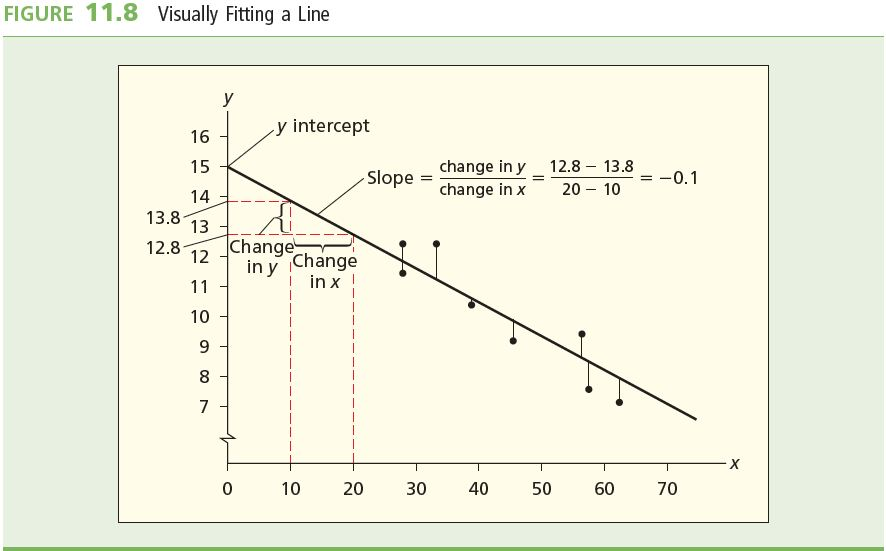 FIGURE 11.8 Visually Fitting a Line
y
y intercept
16
15
Slope = change in y / change in x = 12.8 − 13.8 / 20 − 10 = −0.1
14
13.8
13
12.8
Change
in y
Change
in x
12
11
10
9
8
7
x
0 10 20 30 40 50 60 70